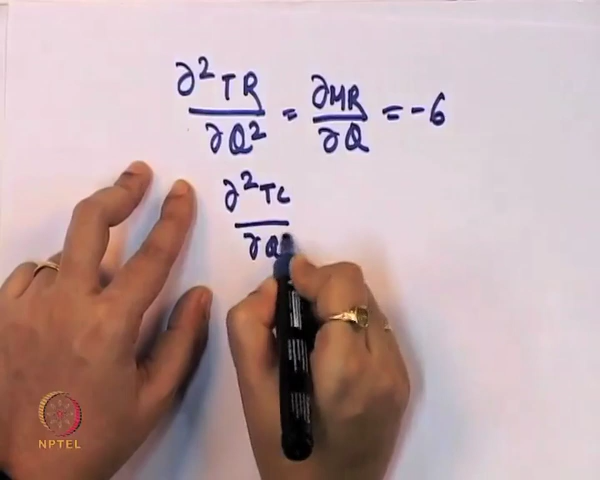 ∂²TR/∂Q² = ∂MR/∂Q = -6
∂²TC/∂Q
NPTEL